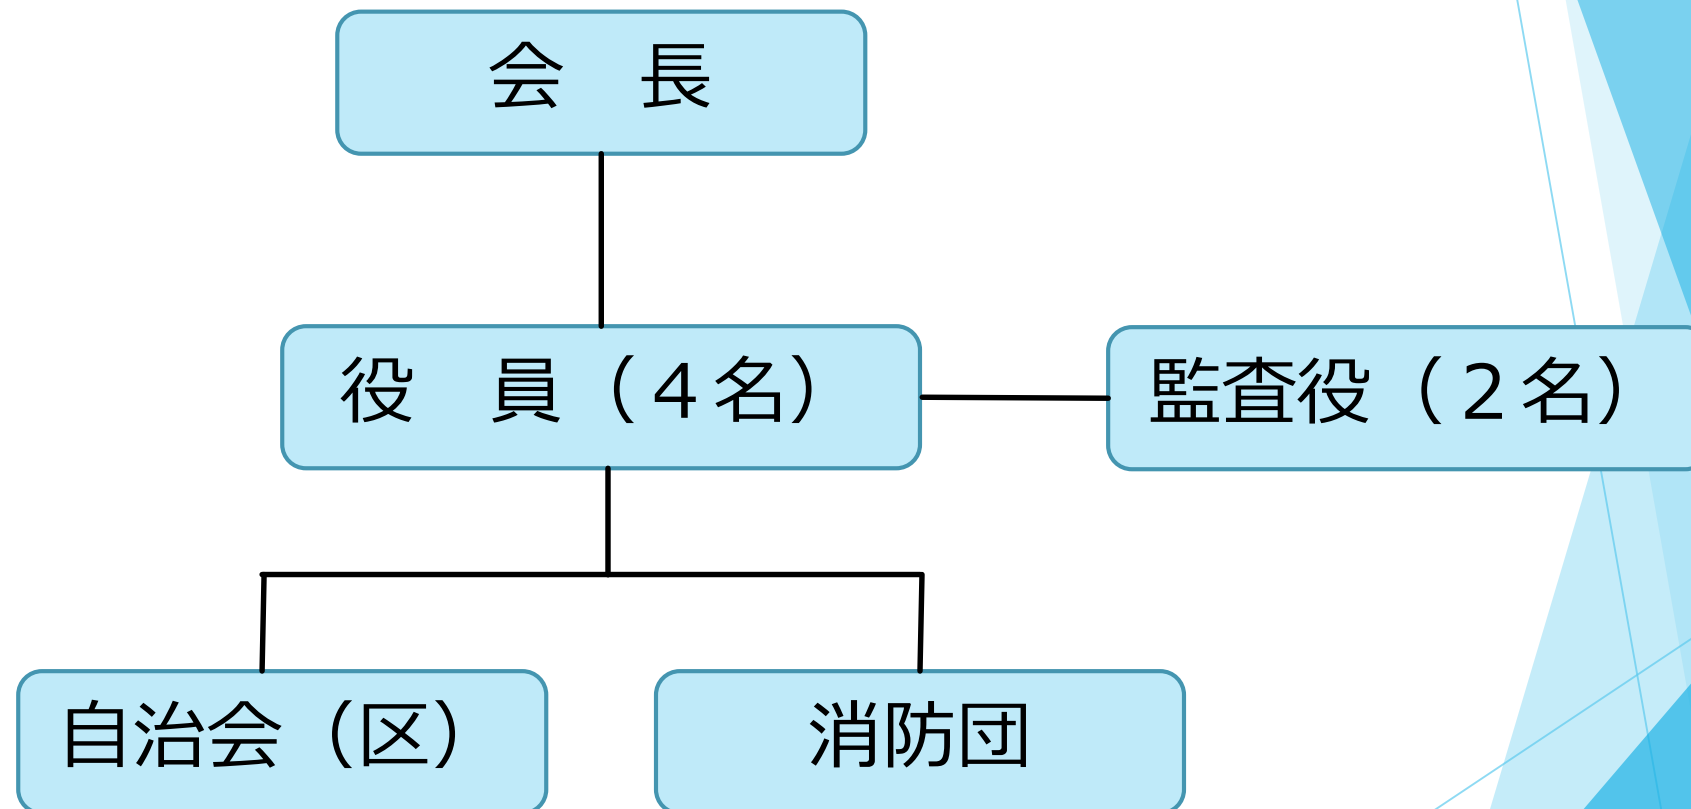 会　長
役　員（４名）
監査役（２名）
自治会（区）
消防団